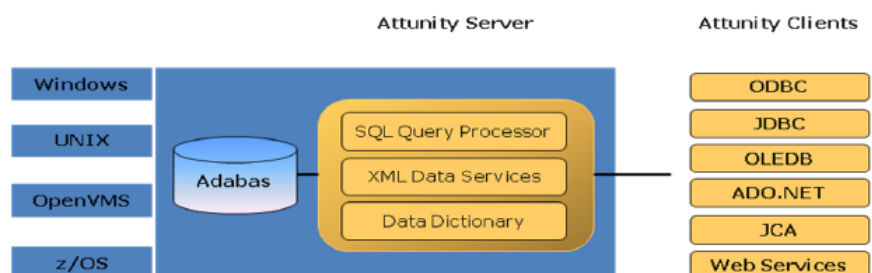 Attunity Server
Attunity Clients
Windows
UNIX
OpenVMS
z/OS
Adabas
SQL Query Processor
XML Data Services
Data Dictionary
ODBC
JDBC
OLEDB
ADO.NET
JCA
Web Services